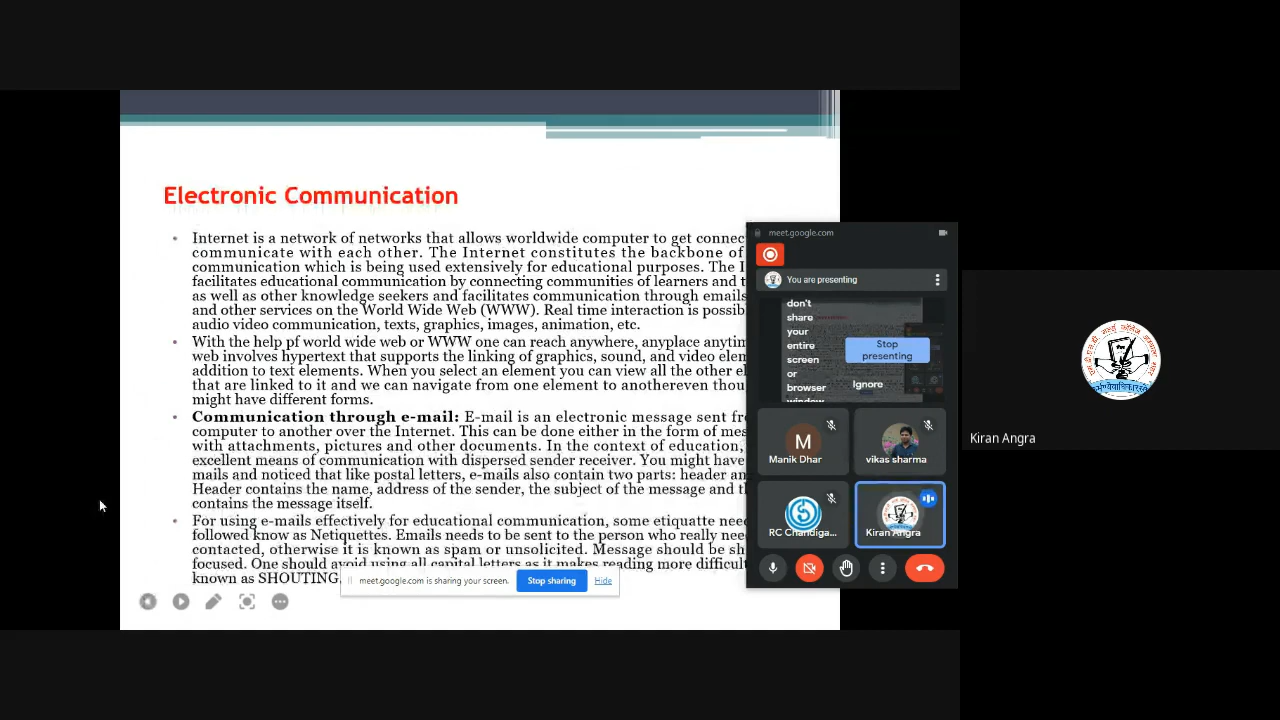 Electronic Communication
Internet is a network of networks that allows worldwide computer to get connec
communicate with each other. The Internet constitutes the backbone of
communication which is being used extensively for educational purposes. The I
facilitates educational communication by connecting communities of learners and t
as well as other knowledge seekers and facilitates communication through emails
and other services on the World Wide Web (WWW). Real time interaction is possib
audio video communication, texts, graphics, images, animation, etc.
With the help pf world wide web or WWW one can reach anywhere, anyplace anytim
web involves hypertext that supports the linking of graphics, sound, and video elem
addition to text elements. When you select an element you can view all the other el
that are linked to it and we can navigate from one element to anothereven thou
might have different forms.
Communication through e-mail: E-mail is an electronic message sent fr
computer to another over the Internet. This can be done either in the form of mes
with attachments, pictures and other documents. In the context of education,
excellent means of communication with dispersed sender receiver. You might have
mails and noticed that like postal letters, e-mails also contain two parts: header an
Header contains the name, address of the sender, the subject of the message and th
contains the message itself.
For using e-mails effectively for educational communication, some etiquatte nee
followed know as Netiquettes. Emails needs to be sent to the person who really nee
contacted, otherwise it is known as spam or unsolicited. Message should be sh
focused. One should avoid using all capital letters as it makes reading more difficul
known as SHOUTING.
meet.google.com is sharing your screen. Stop sharing Hide
meet.google.com
You are presenting
don't
share
your
entire
screen
or
browser
window
Stop
presenting
Ignore
M
Manik Dhar
vikas sharma
RC Chandiga...
Kiran Angra
Kiran Angra